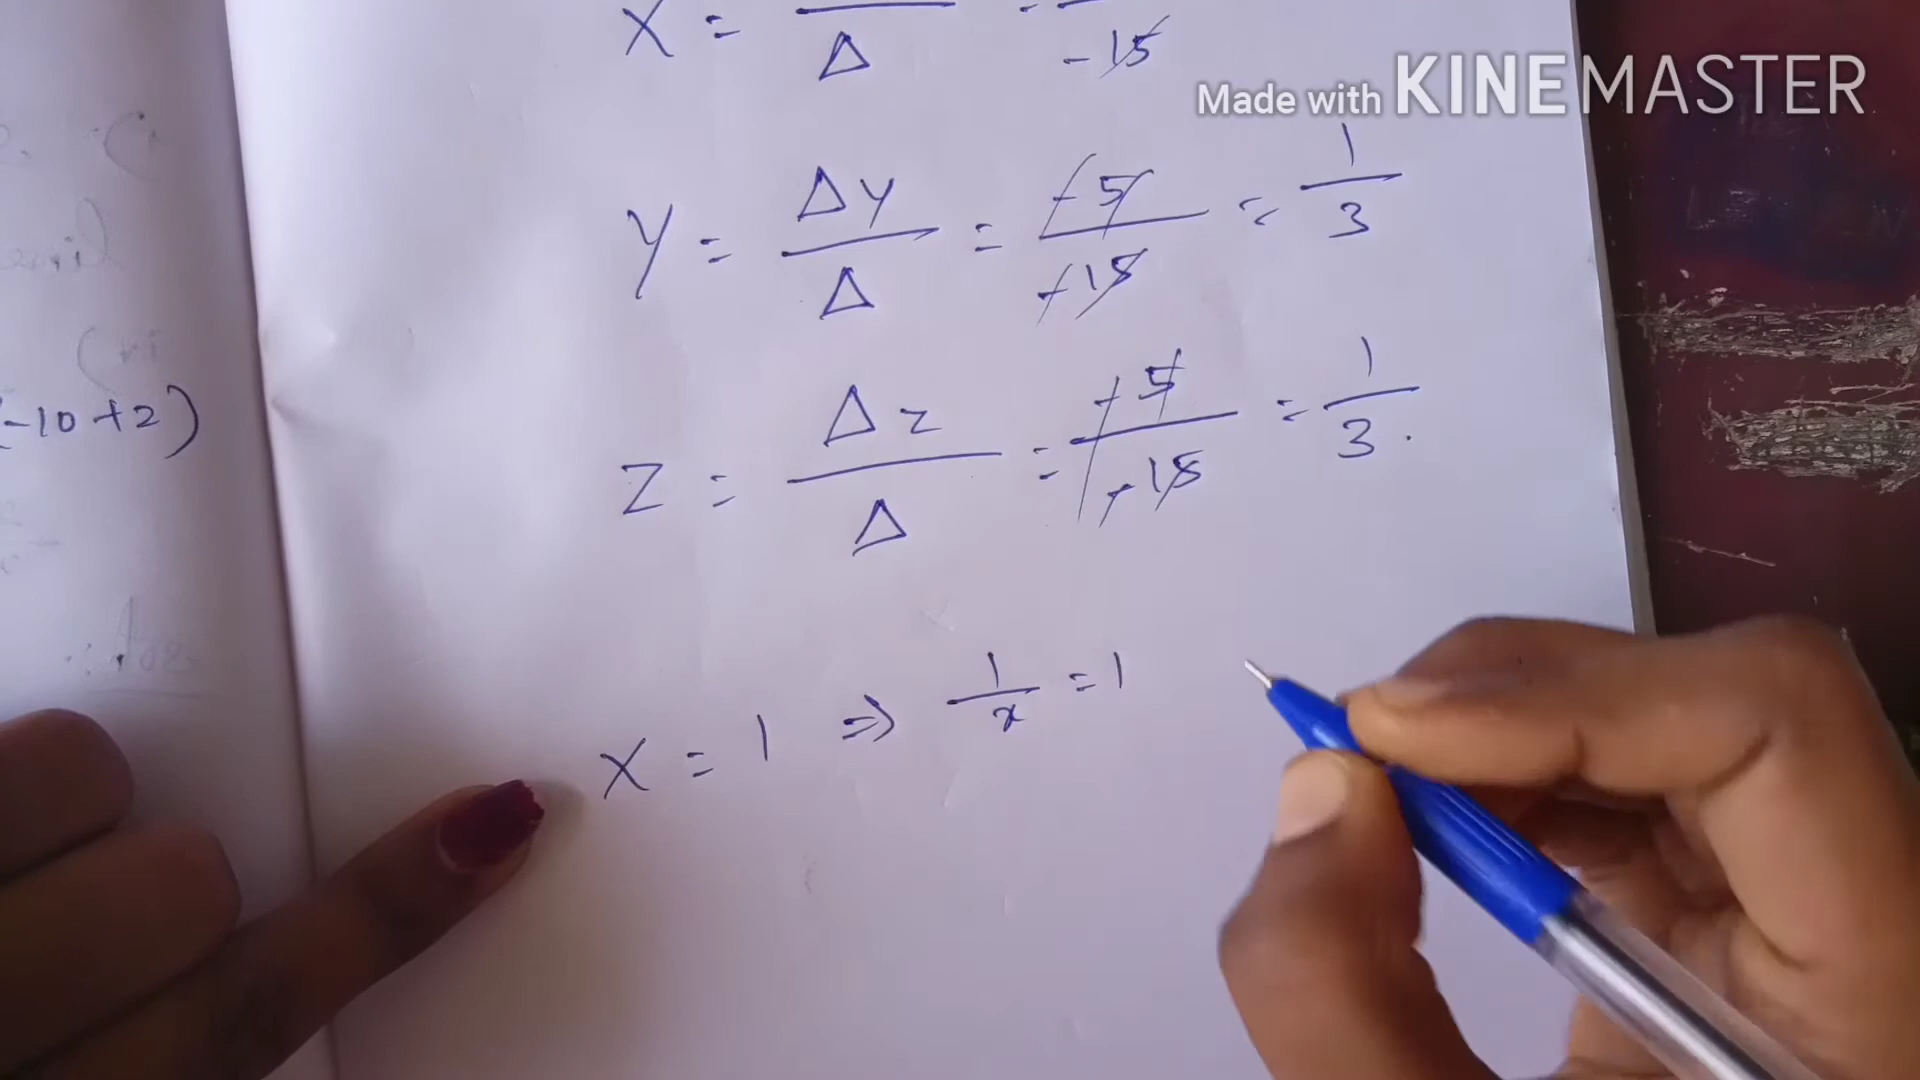 X = / Δ = / -15
Made with KINEMASTER
Y = Δy / Δ = -5 / -15 = 1 / 3
Z = Δz / Δ = -5 / -15 = 1 / 3.
-10+2)
X = 1 ⇒ 1 / x = 1